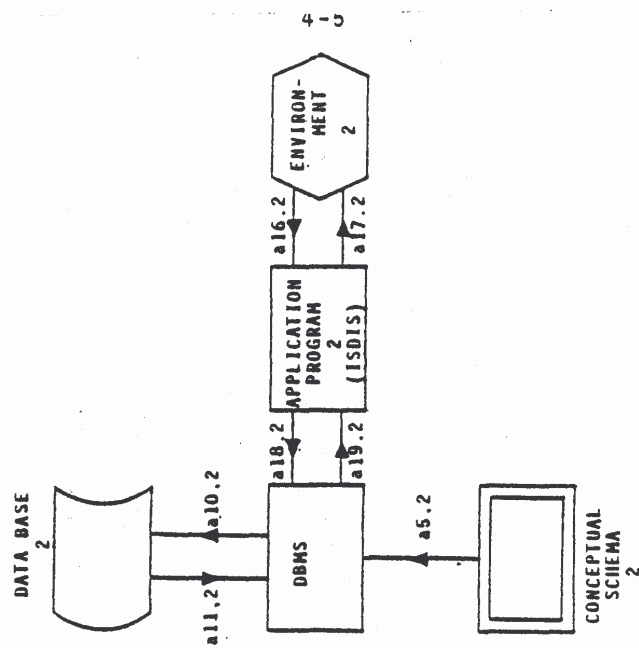 4-5
ENVIRON-
MENT
2
a16.2
a17.2
APPLICATION
PROGRAM
2
(ISDIS)
a18.2
a19.2
DATA BASE
2
a10.2
a11.2
DBMS
a5.2
CONCEPTUAL
SCHEMA
2